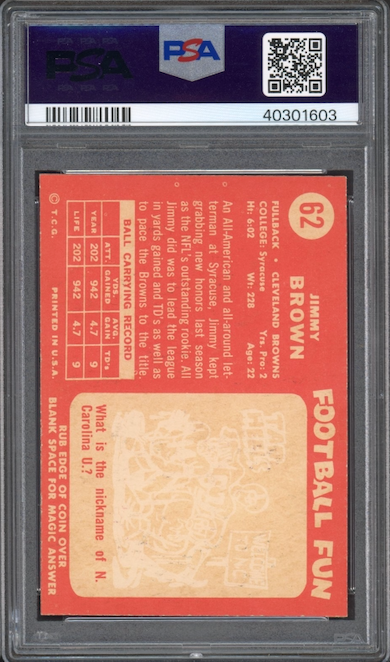 PSA
PSA
40301603
62
JIMMY
BROWN
FOOTBALL FUN
FULLBACK • CLEVELAND BROWNS
COLLEGE: Syracuse Yrs. Pro: 2
Ht: 6:02 Wt: 228 Age: 22
An All-American and all-around let-
terman at Syracuse, Jimmy kept
grabbing new honors last season
as the NFL's outstanding rookie. All
Jimmy did was to lead the league
in yards gained and TD's as well as
to pace the Browns to the title.
BALL CARRYING RECORD
ATT. YDS. GAINED AVG. GAIN TD's
YEAR 202 942 4.7 9
LIFE 202 942 4.7 9
© T.C.G. PRINTED IN U.S.A.
TAR
HEELS
What is the nickname of N.
Carolina U.?
RUB EDGE OF COIN OVER
BLANK SPACE FOR MAGIC ANSWER